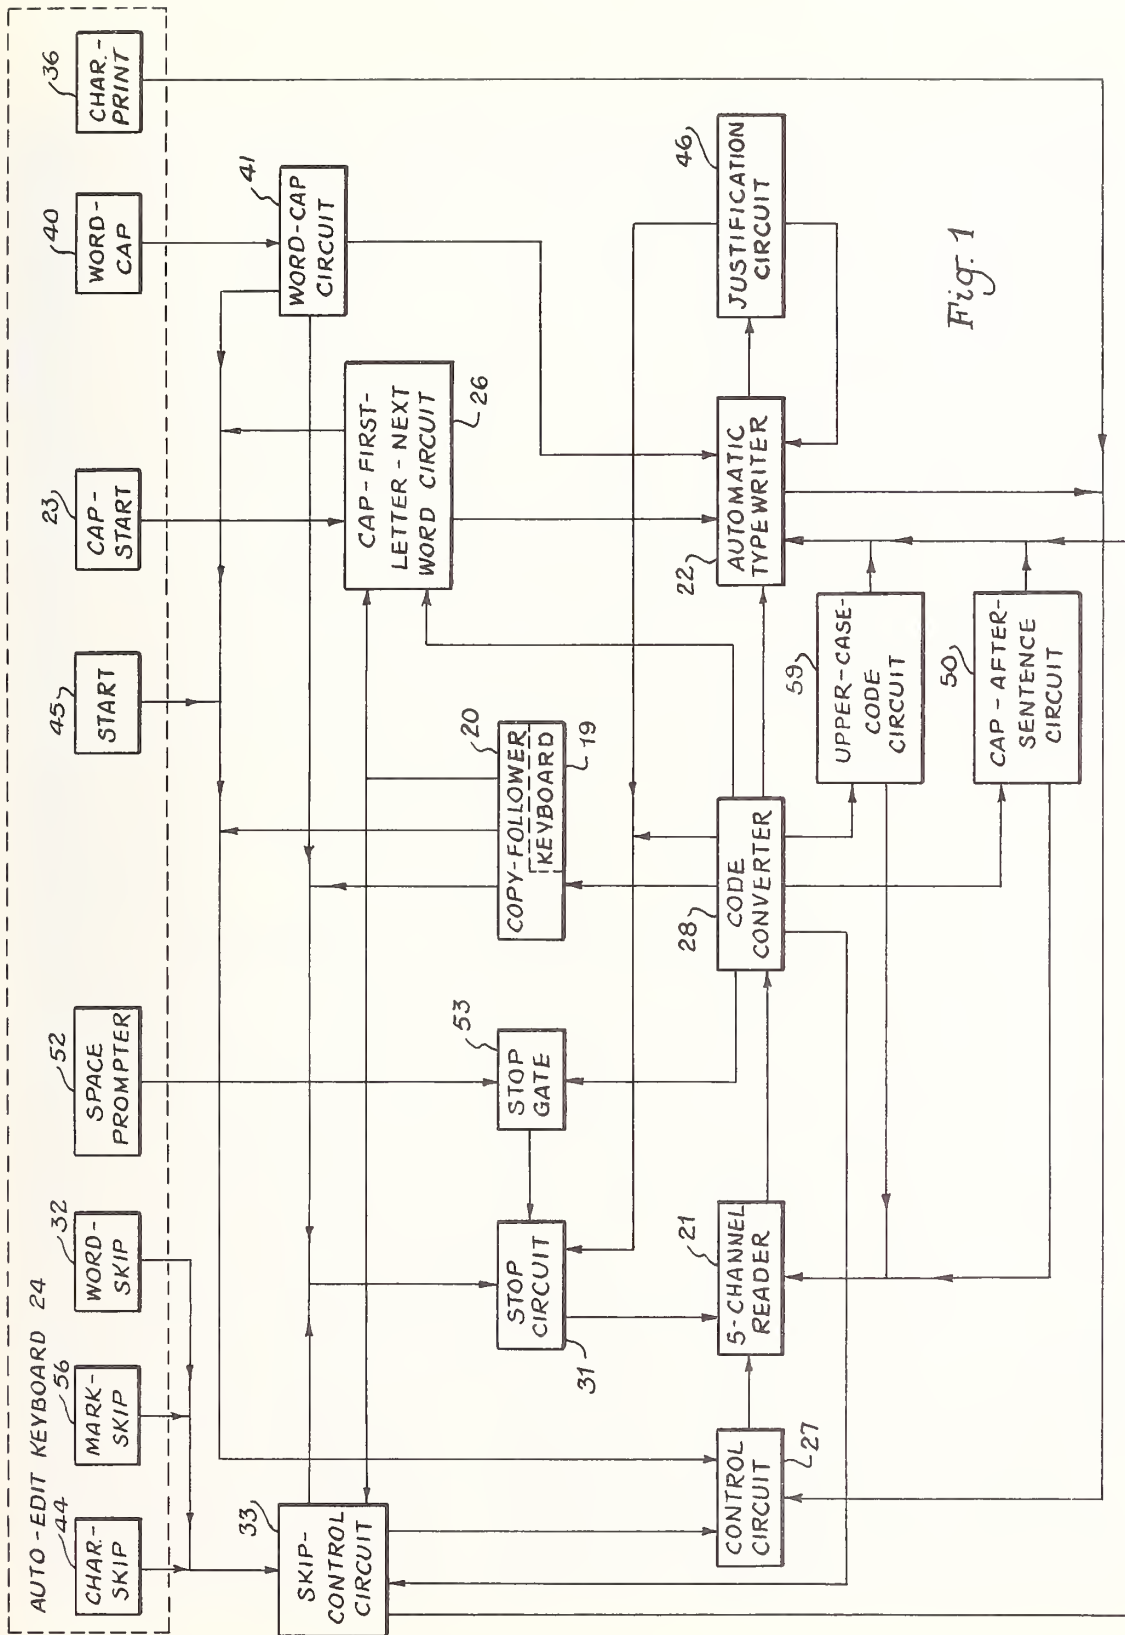 AUTO-EDIT KEYBOARD 24
44
CHAR.
SKIP
56
MARK-
SKIP
32
WORD-
SKIP
52
SPACE
PROMPTER
45
START
23
CAP-
START
40
WORD-
CAP
36
CHAR.-
PRINT
33
SKIP-
CONTROL
CIRCUIT
41
WORD-CAP
CIRCUIT
CAP-FIRST-
LETTER-NEXT
WORD CIRCUIT
26
STOP
CIRCUIT
31
53
STOP
GATE
20
COPY-FOLLOWER
KEYBOARD
19
CONTROL
CIRCUIT
27
21
5-CHANNEL
READER
28
CODE
CONVERTER
22
AUTOMATIC
TYPEWRITER
46
JUSTIFICATION
CIRCUIT
59
UPPER-CASE-
CODE
CIRCUIT
50
CAP-AFTER-
SENTENCE
CIRCUIT
Fig. 1